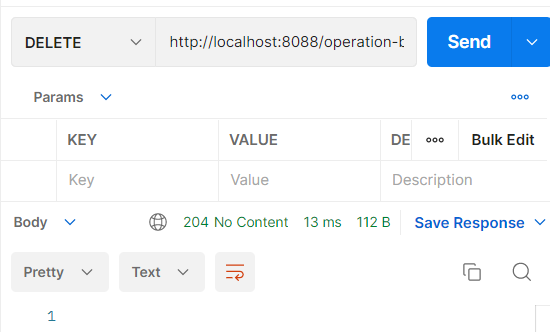 DELETE http://localhost:8088/operation-b Send
Params
KEY VALUE DE Bulk Edit
Key Value Description
Body 204 No Content 13 ms 112 B Save Response
Pretty Text
1